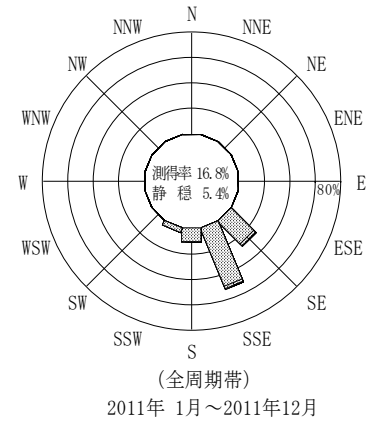 N
NNW NNE
NW NE
WNW ENE
測得率 16.8%
静 穏 5.4%
W 80% E
WSW ESE
SW SE
SSW SSE
S
(全周期帯)
2011年 1月～2011年12月